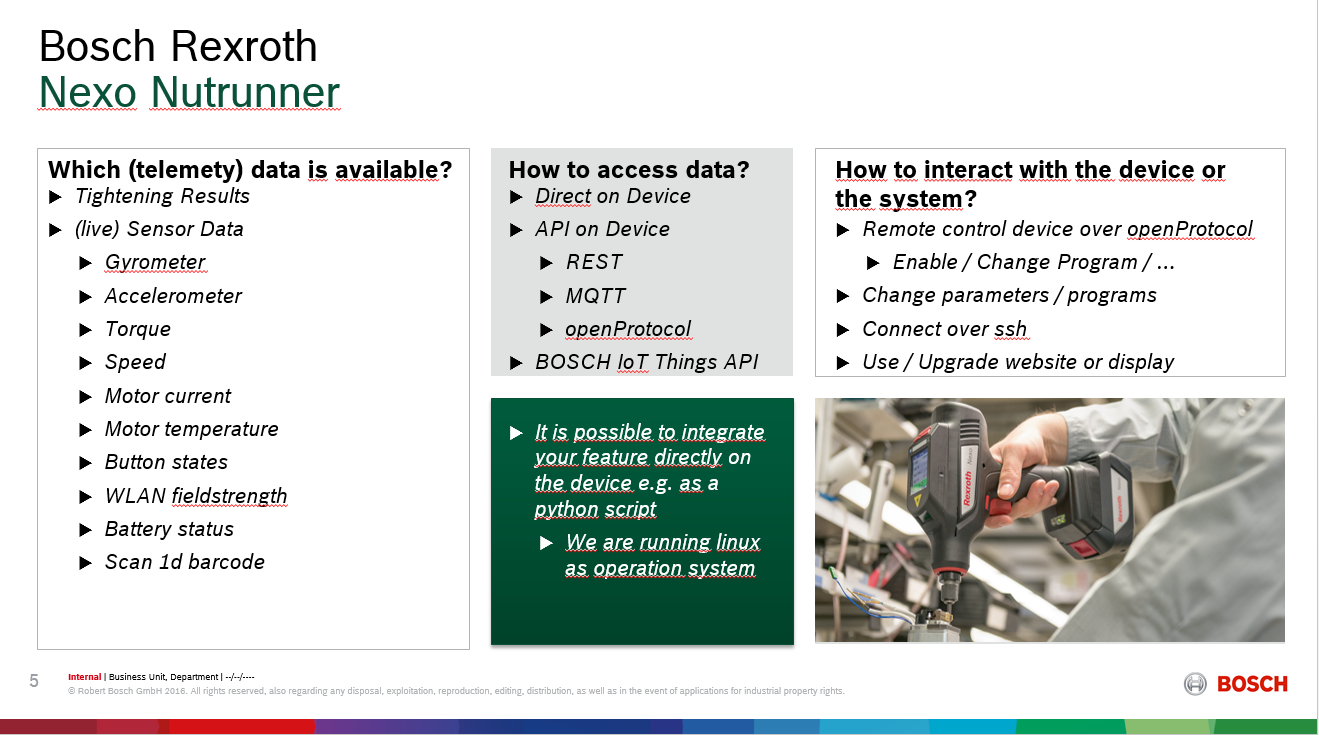 Bosch Rexroth
Nexo Nutrunner
Which (telemety) data is available?
Tightening Results
(live) Sensor Data
Gyrometer
Accelerometer
Torque
Speed
Motor current
Motor temperature
Button states
WLAN fieldstrength
Battery status
Scan 1d barcode
How to access data?
Direct on Device
API on Device
REST
MQTT
openProtocol
BOSCH IoT Things API
It is possible to integrate
your feature directly on
the device e.g. as a
python script
We are running linux
as operation system
How to interact with the device or
the system?
Remote control device over openProtocol
Enable / Change Program / ...
Change parameters / programs
Connect over ssh
Use / Upgrade website or display
Rexroth Nexo
Rexroth
5
Internal | Business Unit, Department | --/--/----
© Robert Bosch GmbH 2016. All rights reserved, also regarding any disposal, exploitation, reproduction, editing, distribution, as well as in the event of applications for industrial property rights.
BOSCH